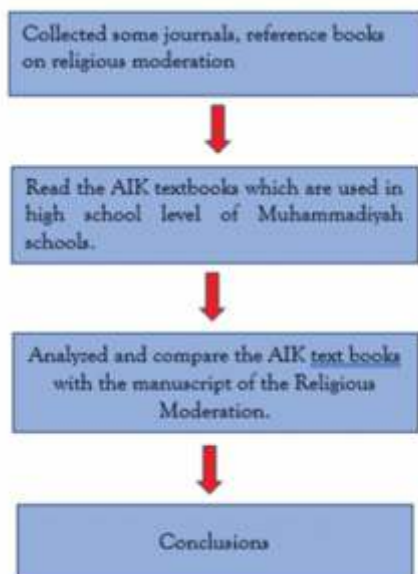 Collected some journals, reference books
on religious moderation
Read the AIK textbooks which are used in
high school level of Muhammadiyah
schools.
Analyzed and compare the AIK text books
with the manuscript of the Religious
Moderation.
Conclusions